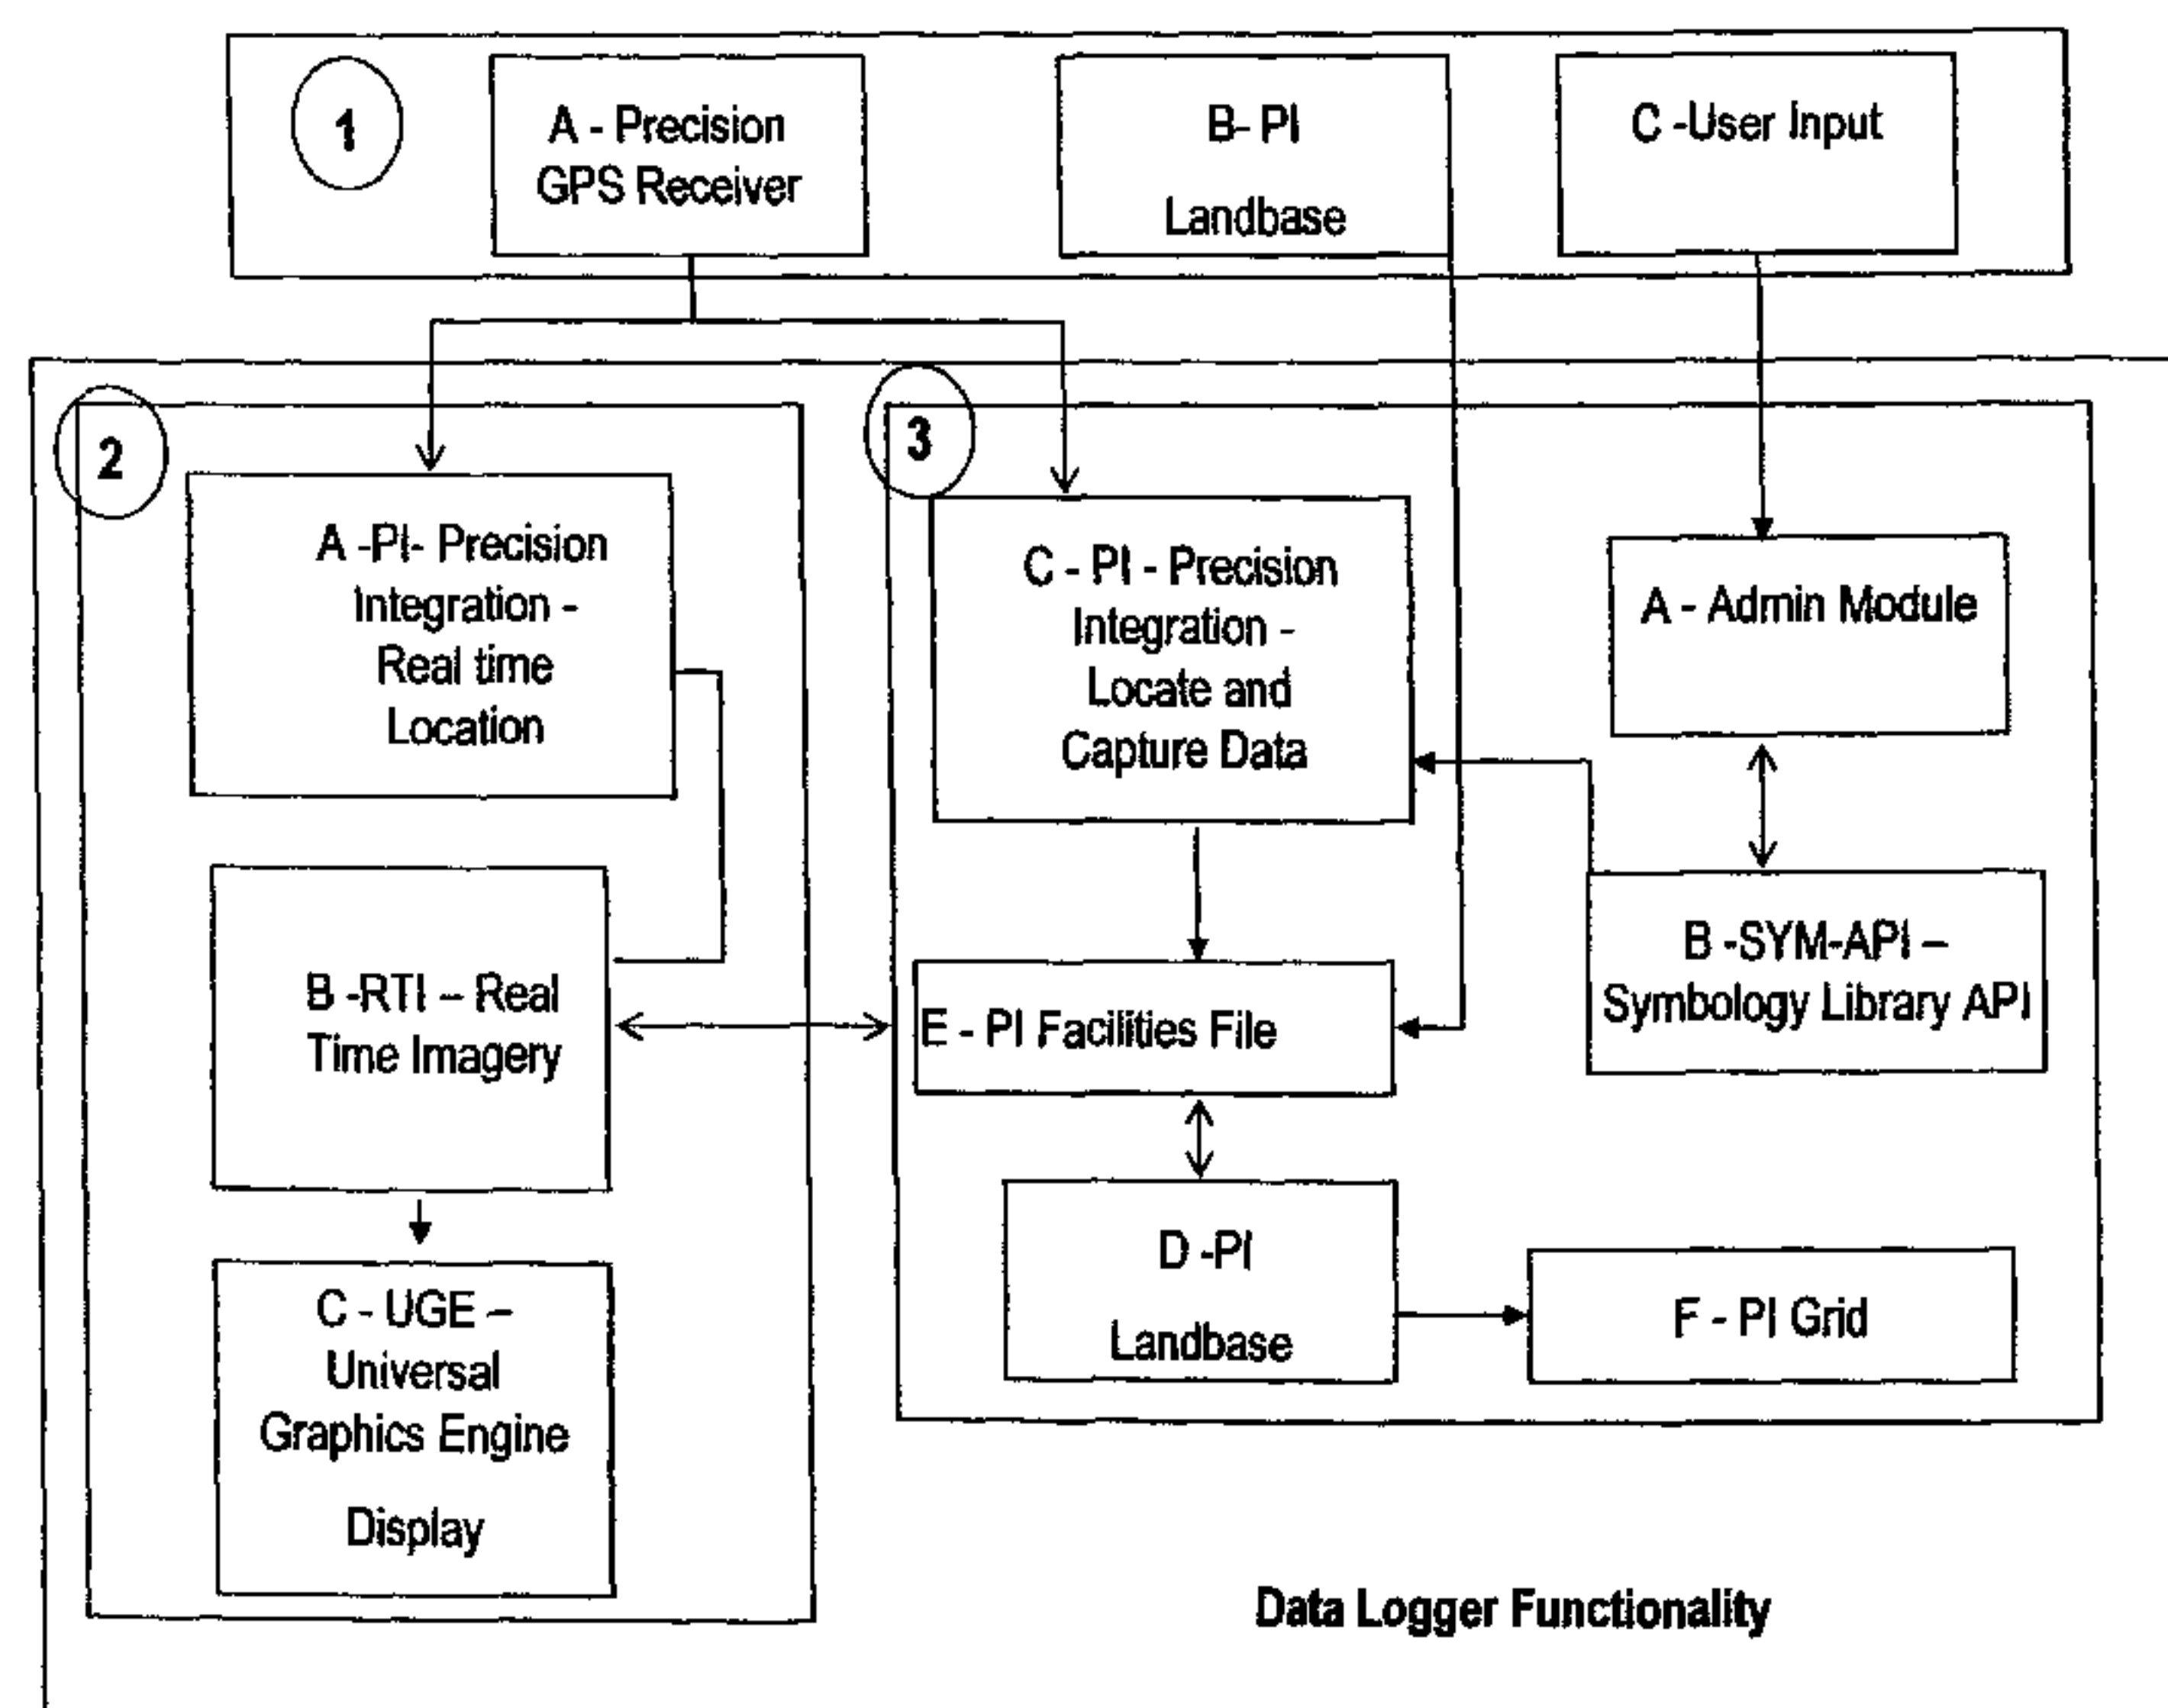 1
A - Precision
GPS Receiver
B- PI
Landbase
C -User Input
2
A -PI- Precision
Integration -
Real time
Location
B -RTI – Real
Time Imagery
C - UGE –
Universal
Graphics Engine
Display
3
C - PI - Precision
Integration -
Locate and
Capture Data
A - Admin Module
B -SYM-API –
Symbology Library API
E - PI Facilities File
D -PI
Landbase
F - PI Grid
Data Logger Functionality